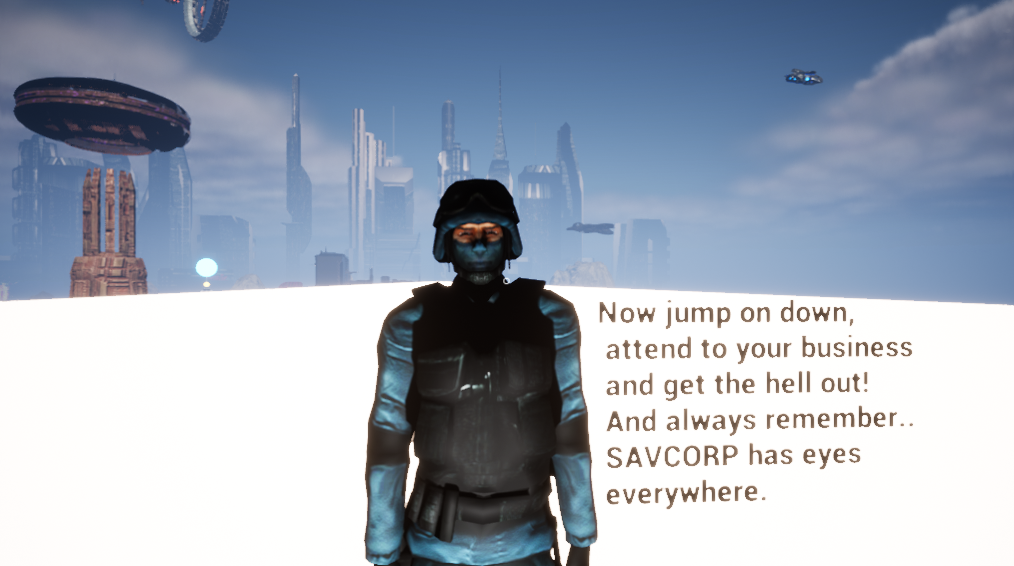 Now jump on down,
attend to your business
and get the hell out!
And always remember..
SAVCORP has eyes
everywhere.